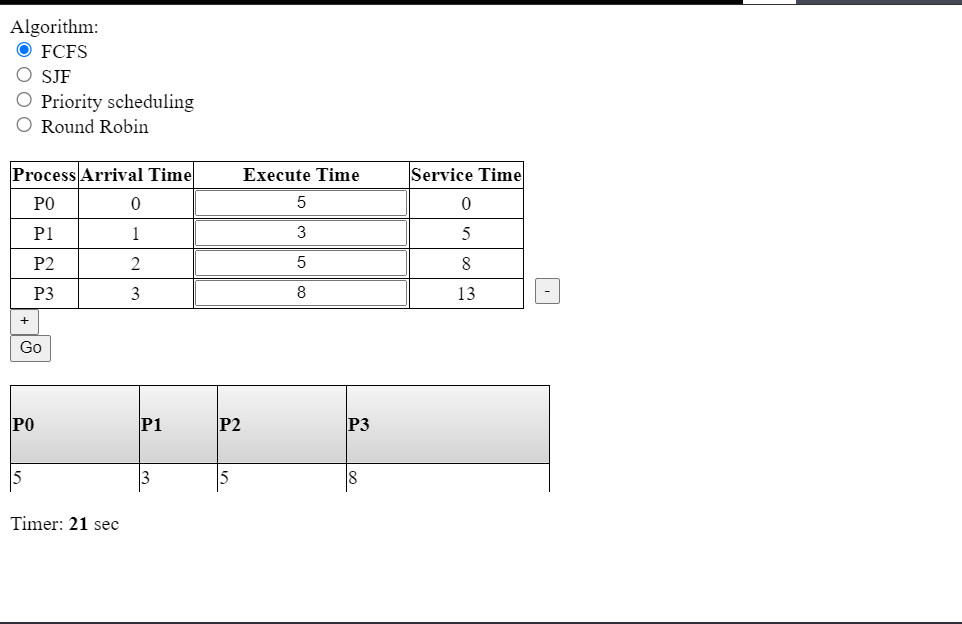 Algorithm:
FCFS
SJF
Priority scheduling
Round Robin
Process Arrival Time Execute Time Service Time
P0 0 5 0
P1 1 3 5
P2 2 5 8
P3 3 8 13 -
+
Go
P0 P1 P2 P3
5 3 5 8
Timer: 21 sec